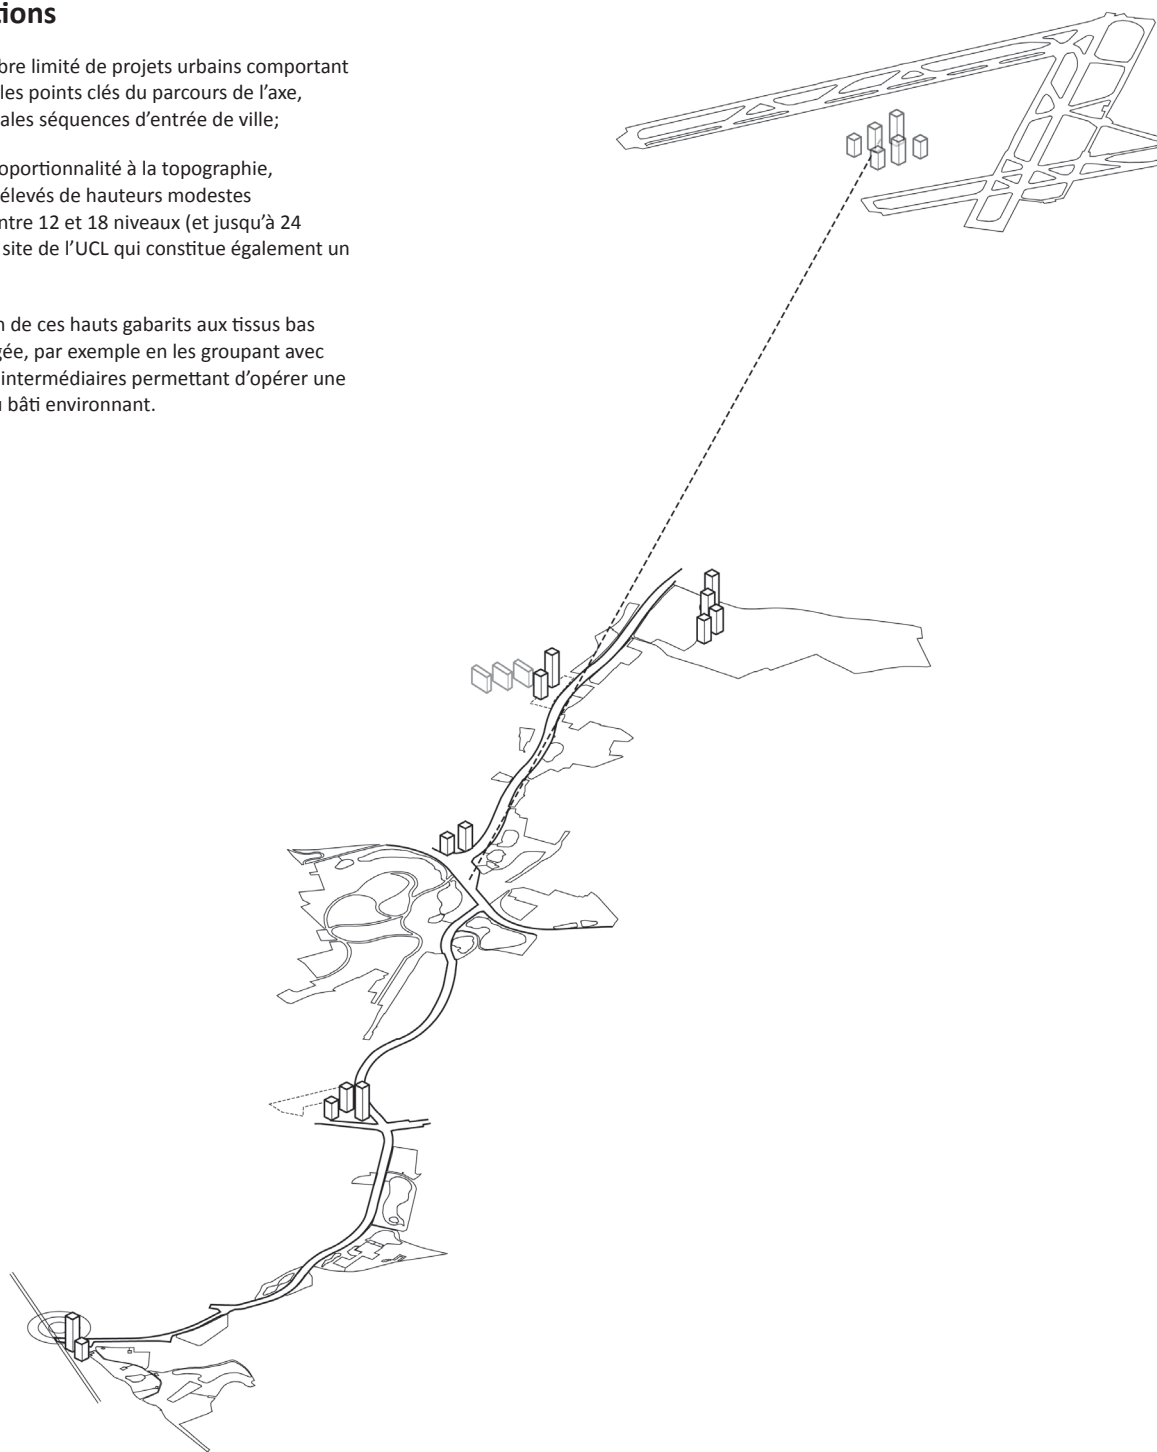 tions
bre limité de projets urbains comportant
les points clés du parcours de l’axe,
ales séquences d’entrée de ville;
oportionnalité à la topographie,
élevés de hauteurs modestes
ntre 12 et 18 niveaux (et jusqu’à 24
site de l’UCL qui constitue également un
n de ces hauts gabarits aux tissus bas
gée, par exemple en les groupant avec
intermédiaires permettant d’opérer une
u bâti environnant.